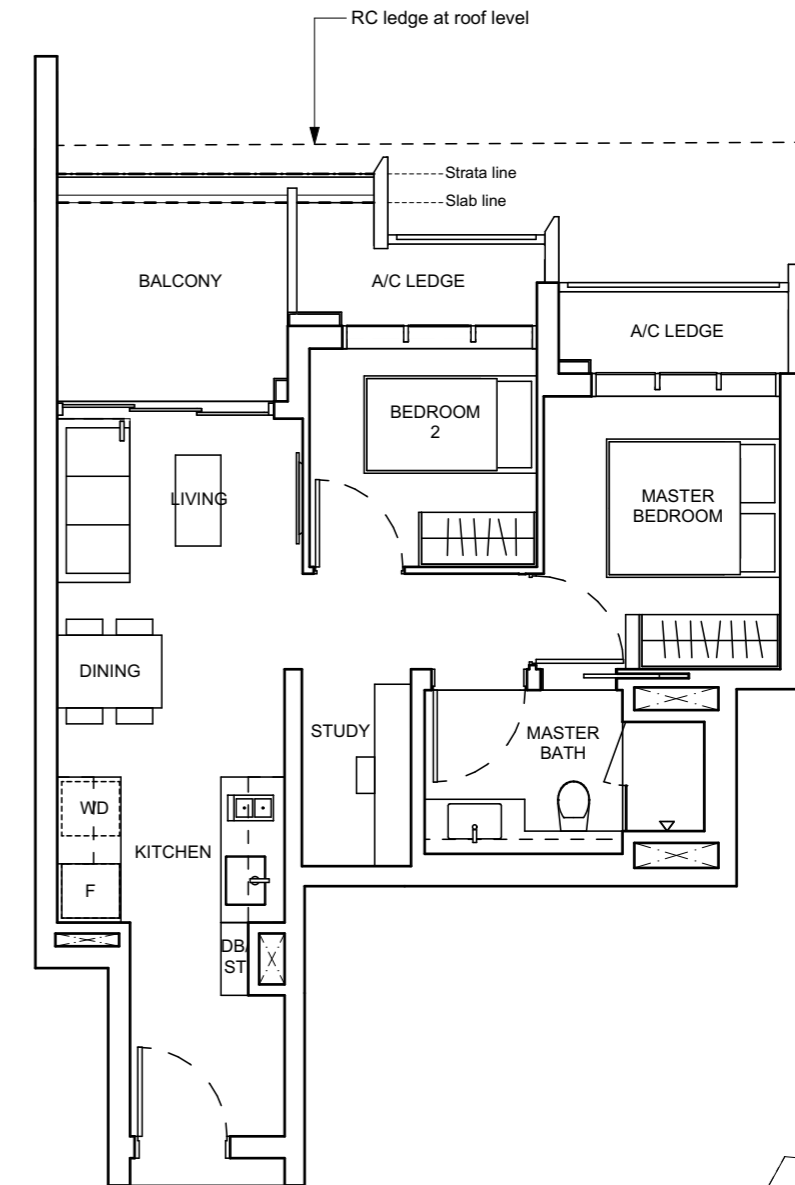 RC ledge at roof level
Strata line
Slab line
BALCONY
A/C LEDGE
A/C LEDGE
BEDROOM
2
LIVING
MASTER
BEDROOM
DINING
STUDY
MASTER
BATH
WD
KITCHEN
F
DB/
ST